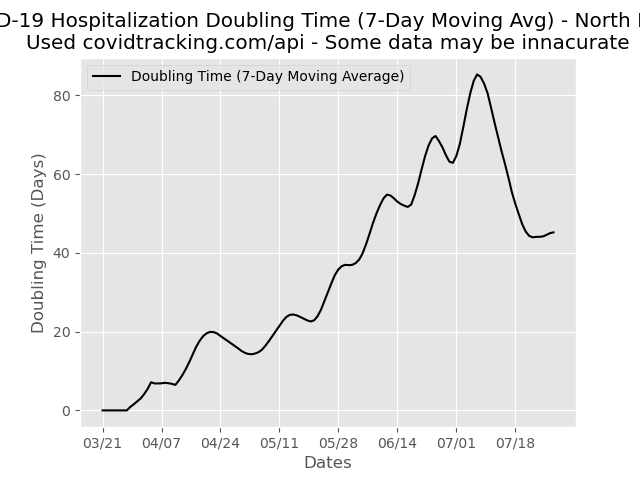 D-19 Hospitalization Doubling Time (7-Day Moving Avg) - North
Used covidtracking.com/api - Some data may be innacurate
Doubling Time (7-Day Moving Average)
80
60
40
20
0
Doubling Time (Days)
03/21 04/07 04/24 05/11 05/28 06/14 07/01 07/18
Dates